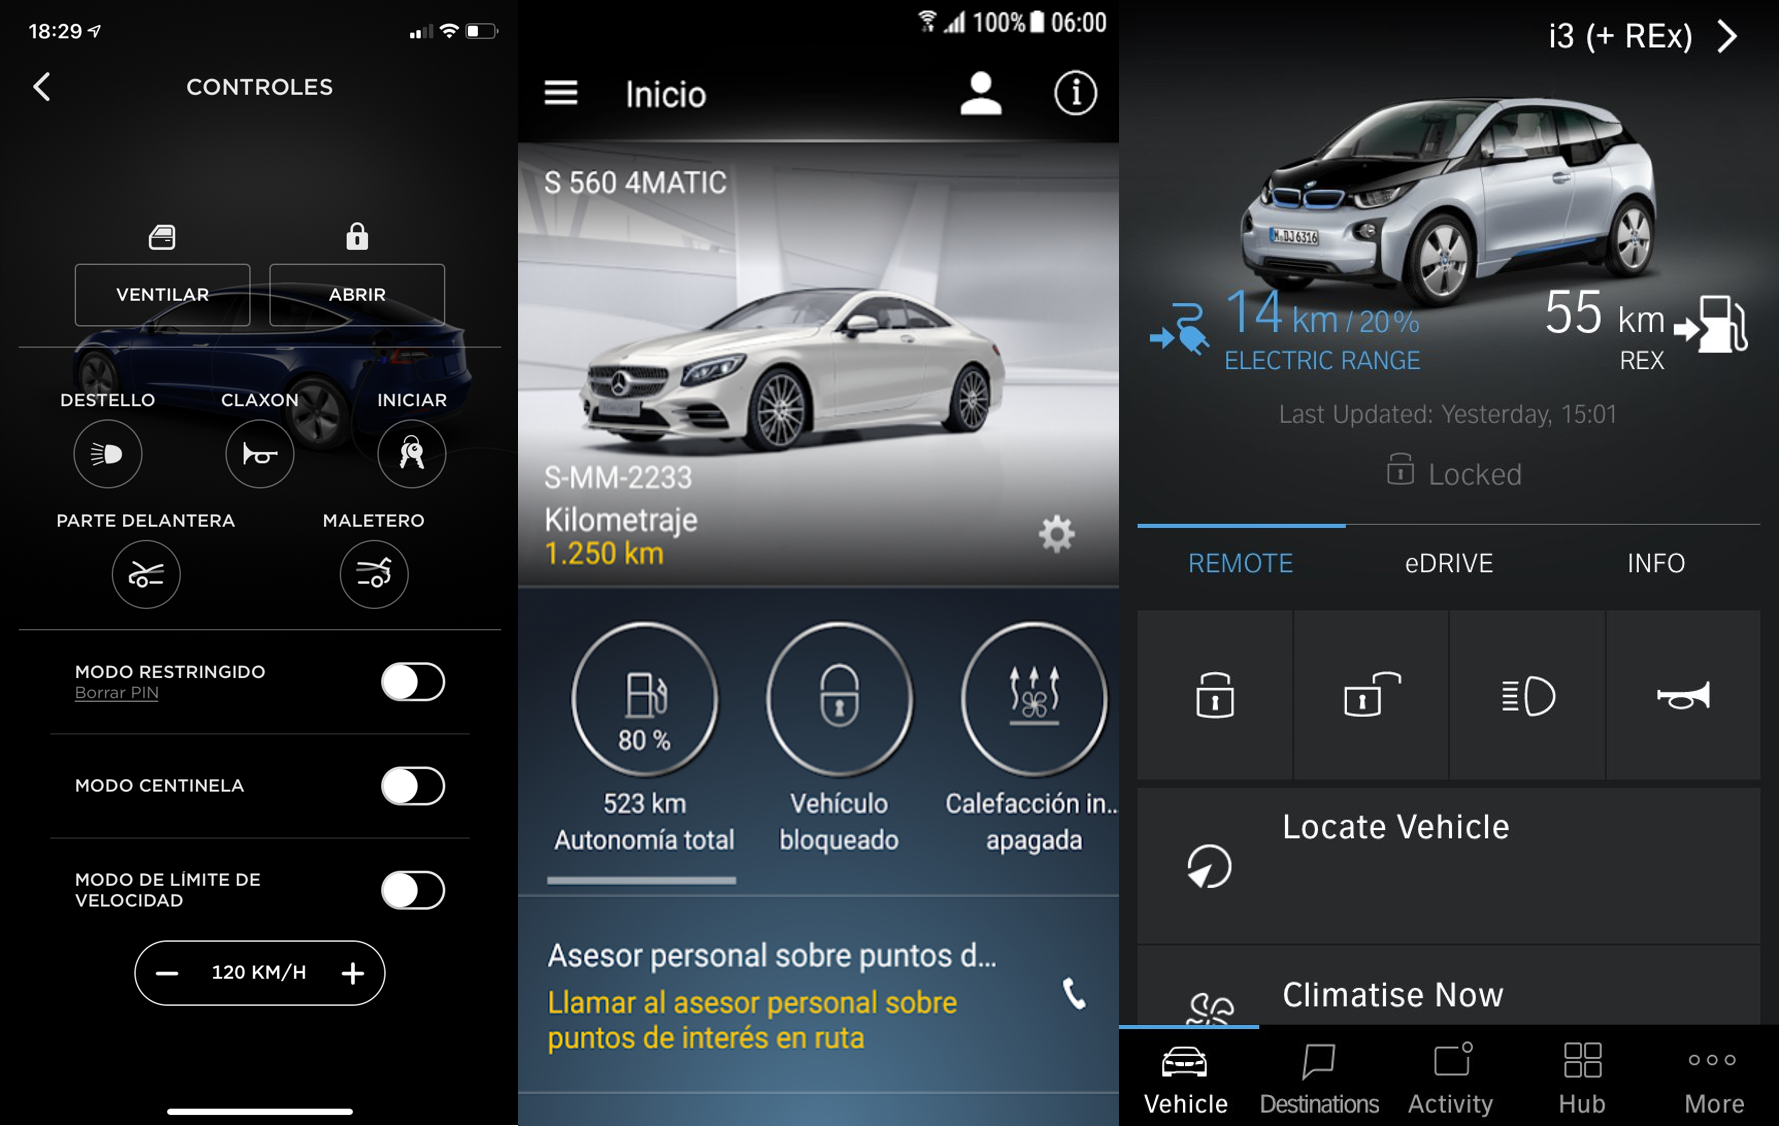 18:29
CONTROLES
VENTILAR
ABRIR
DESTELLO
CLAXON
INICIAR
PARTE DELANTERA
MALETERO
MODO RESTRINGIDO
Borrar PIN
MODO CENTINELA
MODO DE LÍMITE DE
VELOCIDAD
− 120 KM/H +
100% 06:00
Inicio
S 560 4MATIC
S-MM-2233
Kilometraje
1.250 km
80 %
523 km
Autonomía total
Vehículo
bloqueado
Calefacción in...
apagada
Asesor personal sobre puntos d...
Llamar al asesor personal sobre
puntos de interés en ruta
i3 (+ REx)
M DJ 6316
14 km / 20 %
ELECTRIC RANGE
55 km
REX
Last Updated: Yesterday, 15:01
Locked
REMOTE
eDRIVE
INFO
Locate Vehicle
Climatise Now
Vehicle
Destinations
Activity
Hub
More